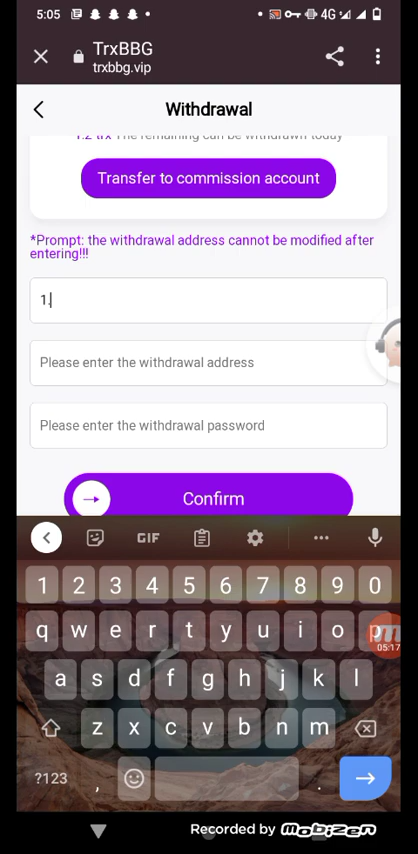 5:05
4G
TrxBBG
trxbbg.vip
Withdrawal
1.2 trx The remaining can be withdrawn today
Transfer to commission account
*Prompt: the withdrawal address cannot be modified after
entering!!!
1.
Please enter the withdrawal address
Please enter the withdrawal password
Confirm
GIF
1 2 3 4 5 6 7 8 9 0
q w e r t y u i o p
05:17
a s d f g h j k l
z x c v b n m
?123 , .
Recorded by mobizen